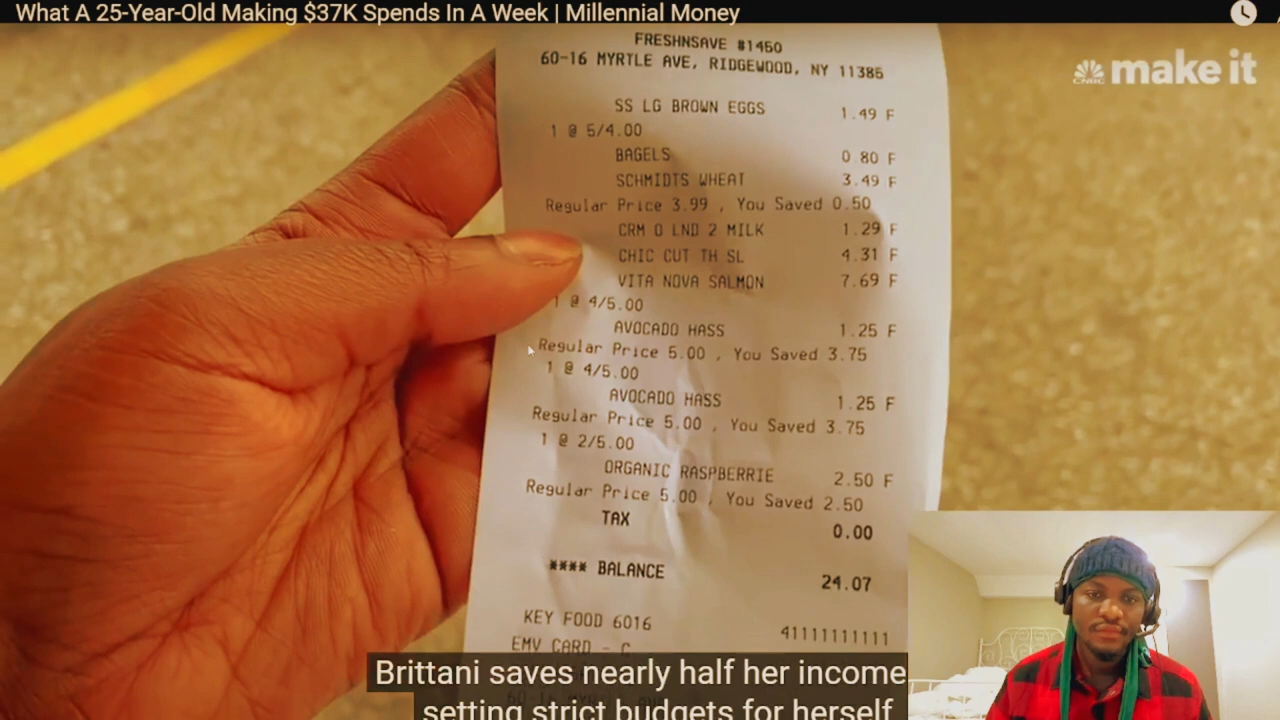 What A 25-Year-Old Making $37K Spends In A Week | Millennial Money
CNBC make it
FRESHNSAVE #1450
60-16 MYRTLE AVE, RIDGEWOOD, NY 11385
SS LG BROWN EGGS 1.49 F
1 @ 5/4.00
BAGELS 0 80 F
SCHMIDTS WHEAT 3.49 F
Regular Price 3.99 , You Saved 0.50
CRM O LND 2 MILK 1.29 F
CHIC CUT TH SL 4.31 F
VITA NOVA SALMON 7.69 F
1 @ 4/5.00
AVOCADO HASS 1.25 F
Regular Price 5.00 , You Saved 3.75
1 @ 4/5.00
AVOCADO HASS 1.25 F
Regular Price 5.00 , You Saved 3.75
1 @ 2/5.00
ORGANIC RASPBERRIE 2.50 F
Regular Price 5.00 , You Saved 2.50
TAX 0.00
**** BALANCE 24.07
KEY FOOD 6016 41111111111
EMV CARD - C
Brittani saves nearly half her income
setting strict budgets for herself